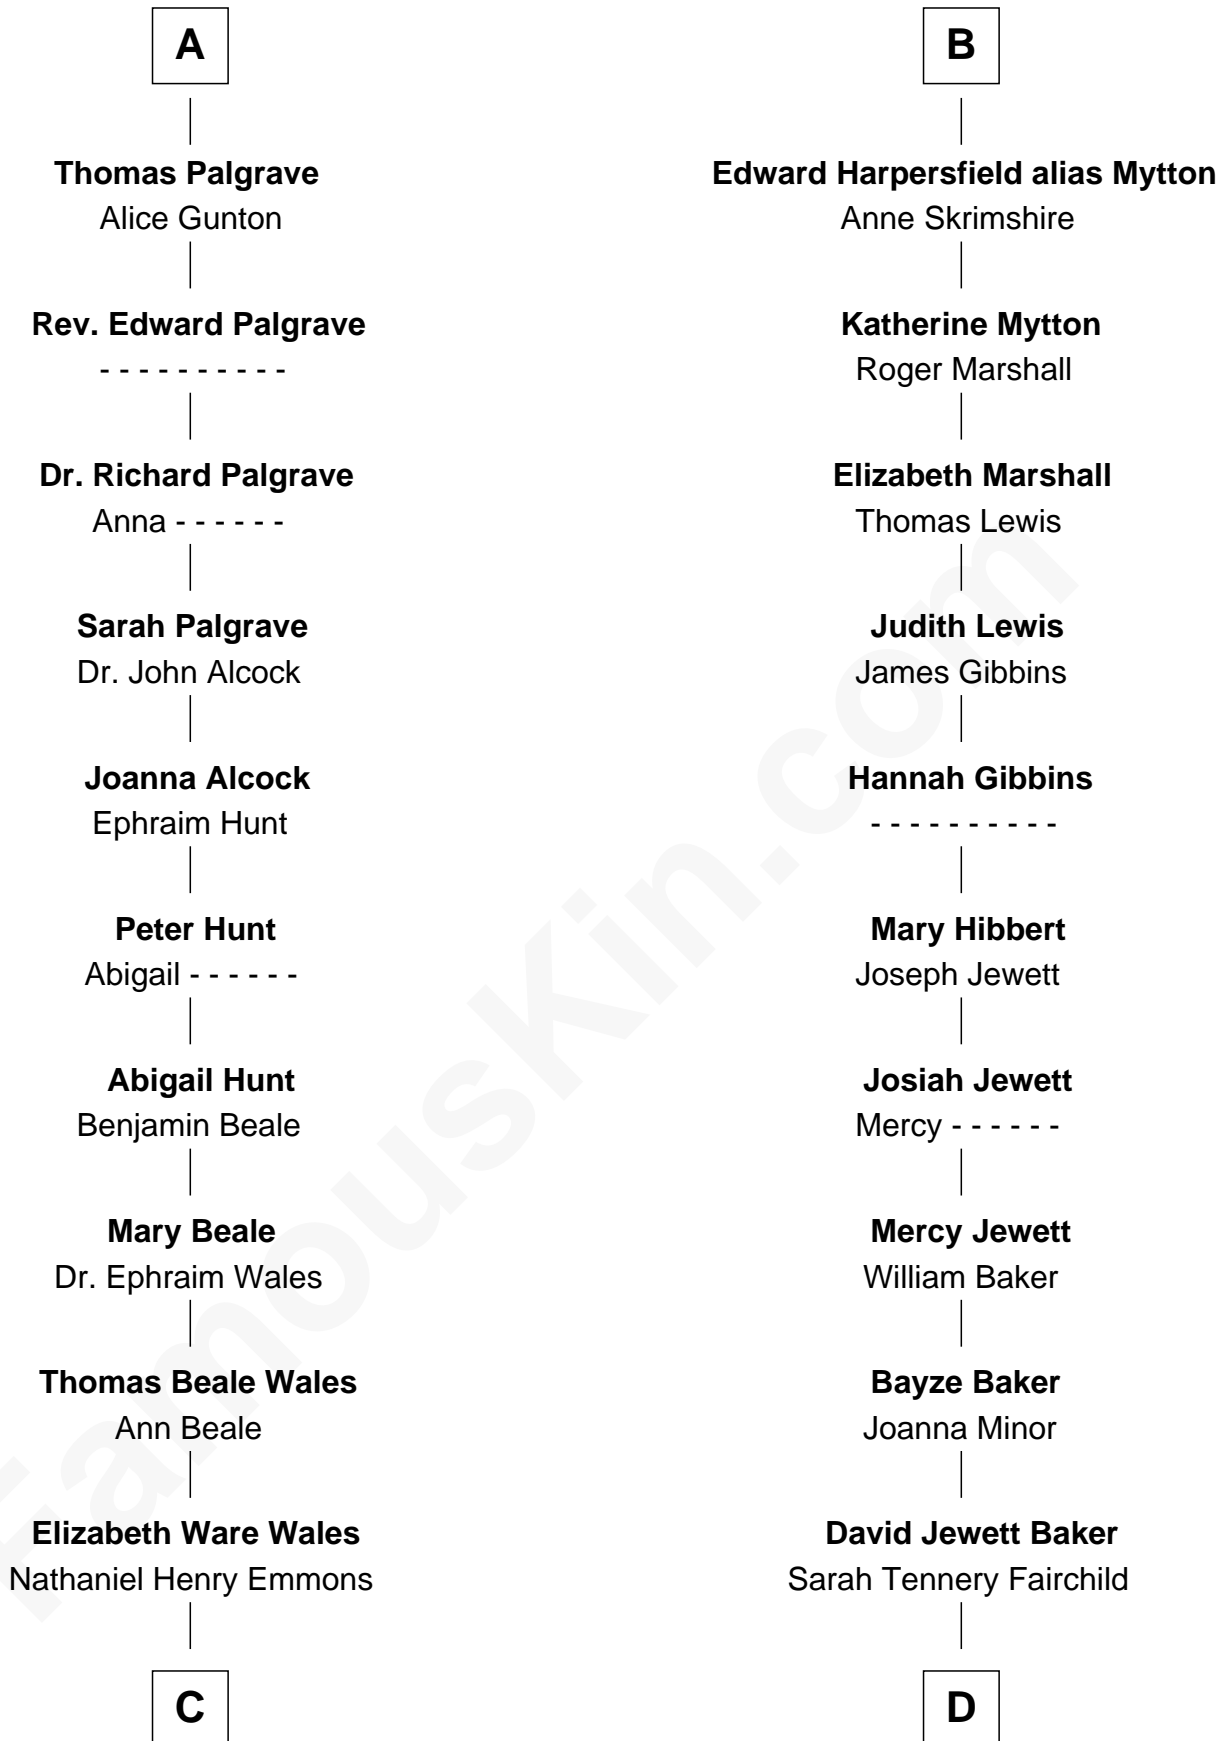 A
Thomas Palgrave
Alice Gunton
Rev. Edward Palgrave
- - - - - - - - - -
Dr. Richard Palgrave
Anna - - - - - -
Sarah Palgrave
Dr. John Alcock
Joanna Alcock
Ephraim Hunt
Peter Hunt
Abigail - - - - - -
Abigail Hunt
Benjamin Beale
Mary Beale
Dr. Ephraim Wales
Thomas Beale Wales
Ann Beale
Elizabeth Ware Wales
Nathaniel Henry Emmons
C
B
Edward Harpersfield alias Mytton
Anne Skrimshire
Katherine Mytton
Roger Marshall
Elizabeth Marshall
Thomas Lewis
Judith Lewis
James Gibbins
Hannah Gibbins
- - - - - - - - - -
Mary Hibbert
Joseph Jewett
Josiah Jewett
Mercy - - - - - -
Mercy Jewett
William Baker
Bayze Baker
Joanna Minor
David Jewett Baker
Sarah Tennery Fairchild
D
FamousKin.com